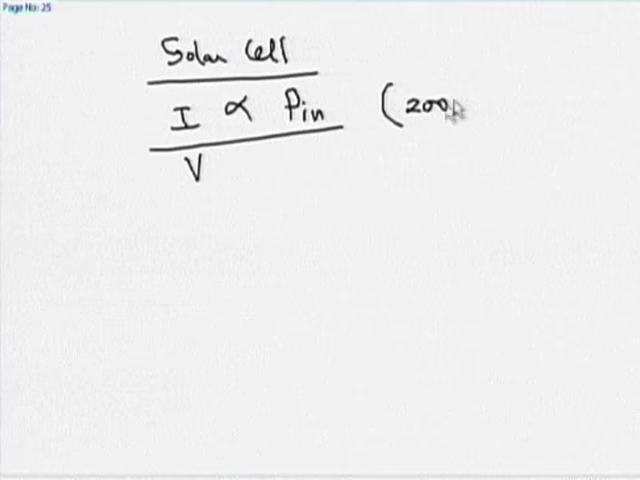 Page No: 25
Solar Cell
I ∝ Pin (200
V